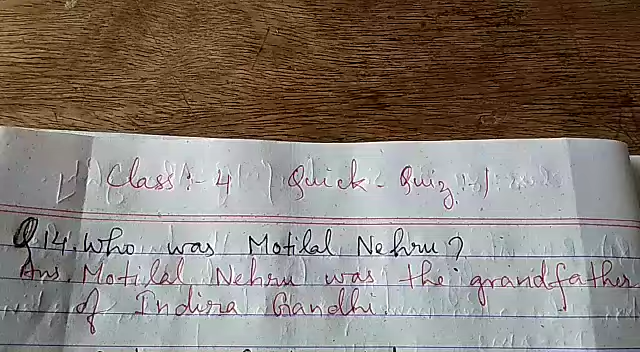 Class :- 4 Quick Quiz
Q14. Who was Motilal Nehru?
Ans. Motilal Nehru was the grandfather
of Indira Gandhi.